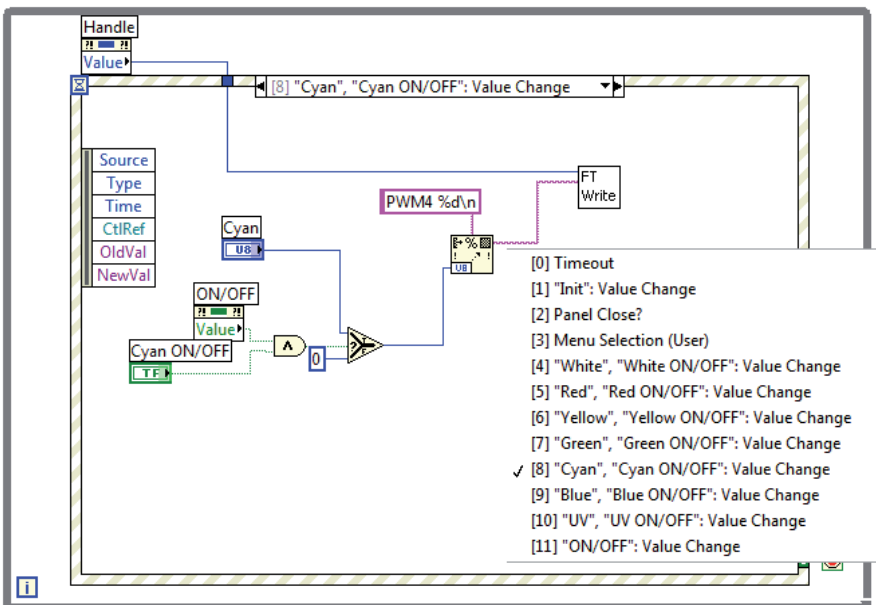 Handle
?! ?!
Value
[8] "Cyan", "Cyan ON/OFF": Value Change
Source
Type
Time
CtlRef
OldVal
NewVal
FT
Write
PWM4 %d\n
%
! !
U8
Cyan
U8
ON/OFF
?! ?!
Value
Cyan ON/OFF
TF
0
?
[0] Timeout
[1] "Init": Value Change
[2] Panel Close?
[3] Menu Selection (User)
[4] "White", "White ON/OFF": Value Change
[5] "Red", "Red ON/OFF": Value Change
[6] "Yellow", "Yellow ON/OFF": Value Change
[7] "Green", "Green ON/OFF": Value Change
[8] "Cyan", "Cyan ON/OFF": Value Change
[9] "Blue", "Blue ON/OFF": Value Change
[10] "UV", "UV ON/OFF": Value Change
[11] "ON/OFF": Value Change
i